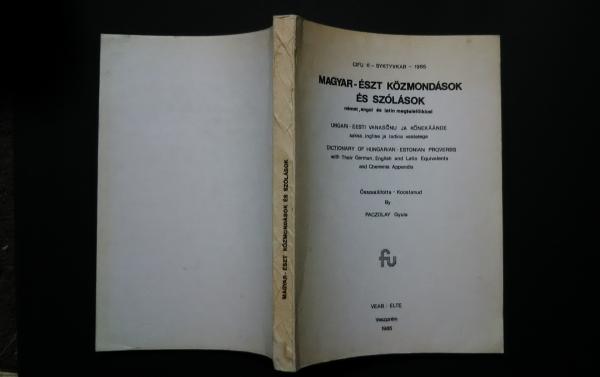 CIFU 6 - SYKTYVKAR - 1985
MAGYAR - ÉSZT KÖZMONDÁSOK
ÉS SZÓLÁSOK
német, angol és latin megfelelőikkel
UNGARI - EESTI VANASÕNU JA KÕNEKÄÄNDE
saksa, inglise ja ladina vastetega
DICTIONARY OF HUNGARIAN - ESTONIAN PROVERBS
with Their German, English and Latin Equivalents
and Cheremis Appendix
Összeállította - Koostanud
By
PACZOLAY Gyula
fu
VEAB - ELTE
Veszprém
1985
MAGYAR - ÉSZT KÖZMONDÁSOK ÉS SZÓLÁSOK